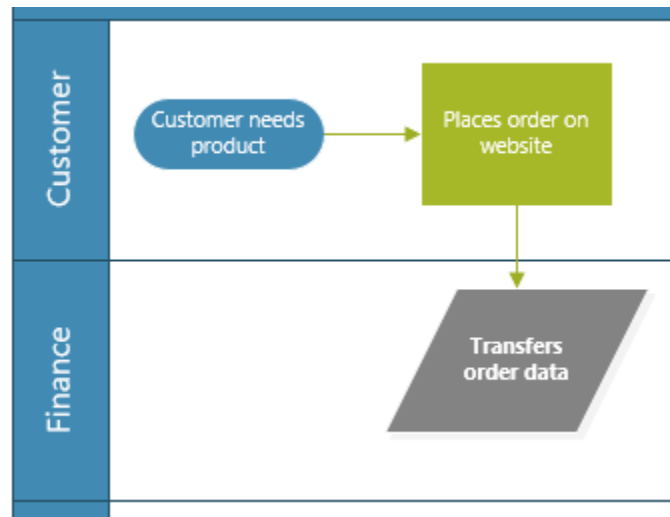 Customer
Customer needs
product
Places order on
website
Finance
Transfers
order data